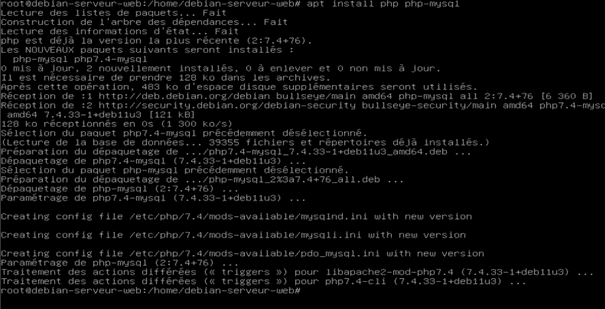 root@debian-serveur-web:/home/debian-serveur-web# apt install php php-mysql
Lecture des listes de paquets... Fait
Construction de l'arbre des dépendances... Fait
Lecture des informations d'état... Fait
php est déjà la version la plus récente (2:7.4+76).
Les NOUVEAUX paquets suivants seront installés :
  php-mysql php7.4-mysql
0 mis à jour, 2 nouvellement installés, 0 à enlever et 0 non mis à jour.
Il est nécessaire de prendre 128 ko dans les archives.
Après cette opération, 483 ko d'espace disque supplémentaires seront utilisés.
Réception de :1 http://deb.debian.org/debian bullseye/main amd64 php-mysql all 2:7.4+76 [6 360 B]
Réception de :2 http://security.debian.org/debian-security bullseye-security/main amd64 php7.4-mysq
 amd64 7.4.33-1+deb11u3 [121 kB]
128 ko réceptionnés en 0s (1 300 ko/s)
Sélection du paquet php7.4-mysql précédemment désélectionné.
(Lecture de la base de données... 39355 fichiers et répertoires déjà installés.)
Préparation du dépaquetage de .../php7.4-mysql_7.4.33-1+deb11u3_amd64.deb ...
Dépaquetage de php7.4-mysql (7.4.33-1+deb11u3) ...
Sélection du paquet php-mysql précédemment désélectionné.
Préparation du dépaquetage de .../php-mysql_2%3a7.4+76_all.deb ...
Dépaquetage de php-mysql (2:7.4+76) ...
Paramétrage de php7.4-mysql (7.4.33-1+deb11u3) ...

Creating config file /etc/php/7.4/mods-available/mysqlnd.ini with new version

Creating config file /etc/php/7.4/mods-available/mysqli.ini with new version

Creating config file /etc/php/7.4/mods-available/pdo_mysql.ini with new version
Paramétrage de php-mysql (2:7.4+76) ...
Traitement des actions différées (« triggers ») pour libapache2-mod-php7.4 (7.4.33-1+deb11u3) ...
Traitement des actions différées (« triggers ») pour php7.4-cli (7.4.33-1+deb11u3) ...
root@debian-serveur-web:/home/debian-serveur-web#